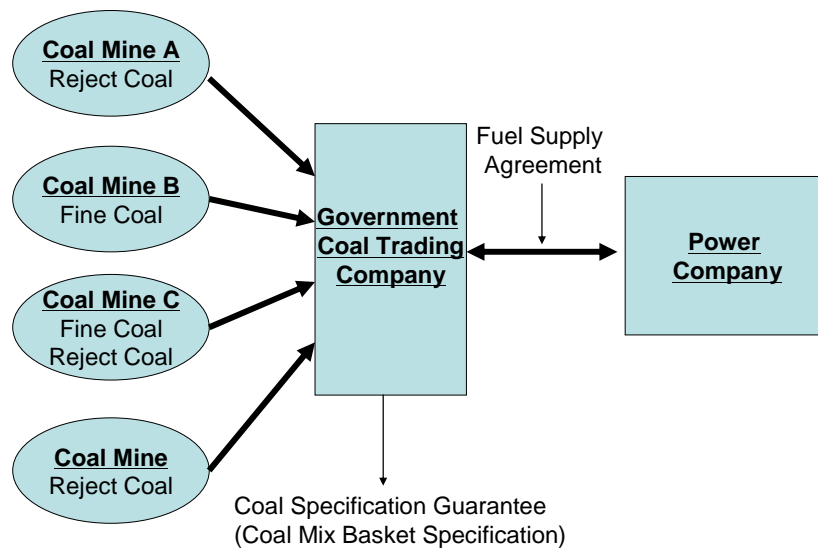 Coal Mine A
Reject Coal
Coal Mine B
Fine Coal
Coal Mine C
Fine Coal
Reject Coal
Coal Mine
Reject Coal
Government
Coal Trading
Company
Fuel Supply
Agreement
Power
Company
Coal Specification Guarantee
(Coal Mix Basket Specification)